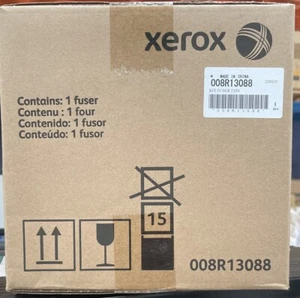 xerox
MADE IN CHINA
008R13088
Contains: 1 fuser
Contenu : 1 four
Contenido: 1 fusor
Conteúdo: 1 fusor
15
008R13088